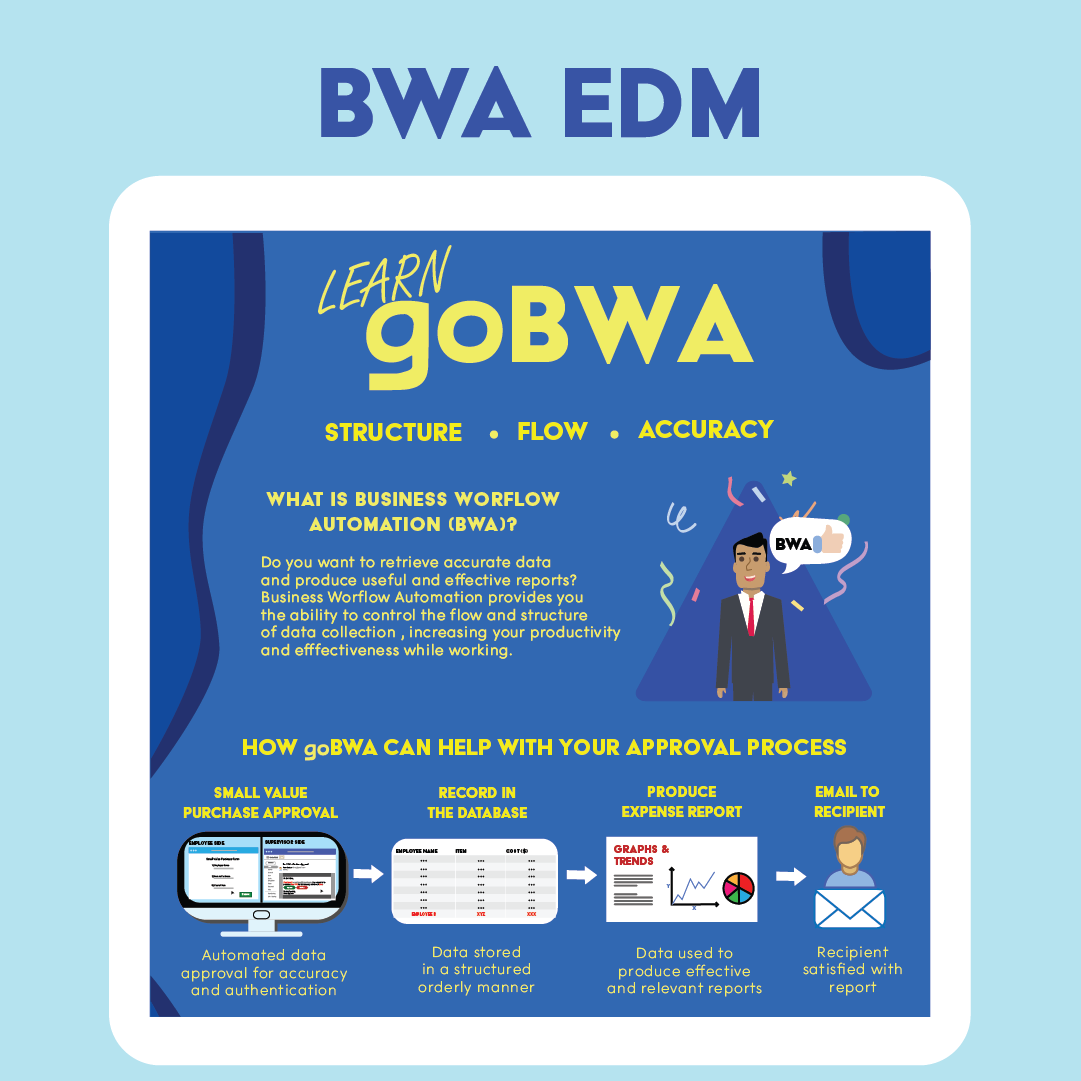 BWA EDM
LEARN
goBWA
STRUCTURE • FLOW • ACCURACY
WHAT IS BUSINESS WORFLOW
AUTOMATION (BWA)?
Do you want to retrieve accurate data
and produce useful and effective reports?
Business Worflow Automation provides you
the ability to control the flow and structure
of data collection , increasing your productivity
and efffectiveness while working.
BWA
HOW goBWA CAN HELP WITH YOUR APPROVAL PROCESS
SMALL VALUE
PURCHASE APPROVAL
EMPLOYEE SIDE
SUPERVISOR SIDE
Automated data
approval for accuracy
and authentication
RECORD IN
THE DATABASE
EMPLOYEE NAME ITEM COST($)
XYZ XXX
Data stored
in a structured
orderly manner
PRODUCE
EXPENSE REPORT
GRAPHS &
TRENDS
Y
X
Data used to
produce effective
and relevant reports
EMAIL TO
RECIPIENT
Recipient
satisfied with
report